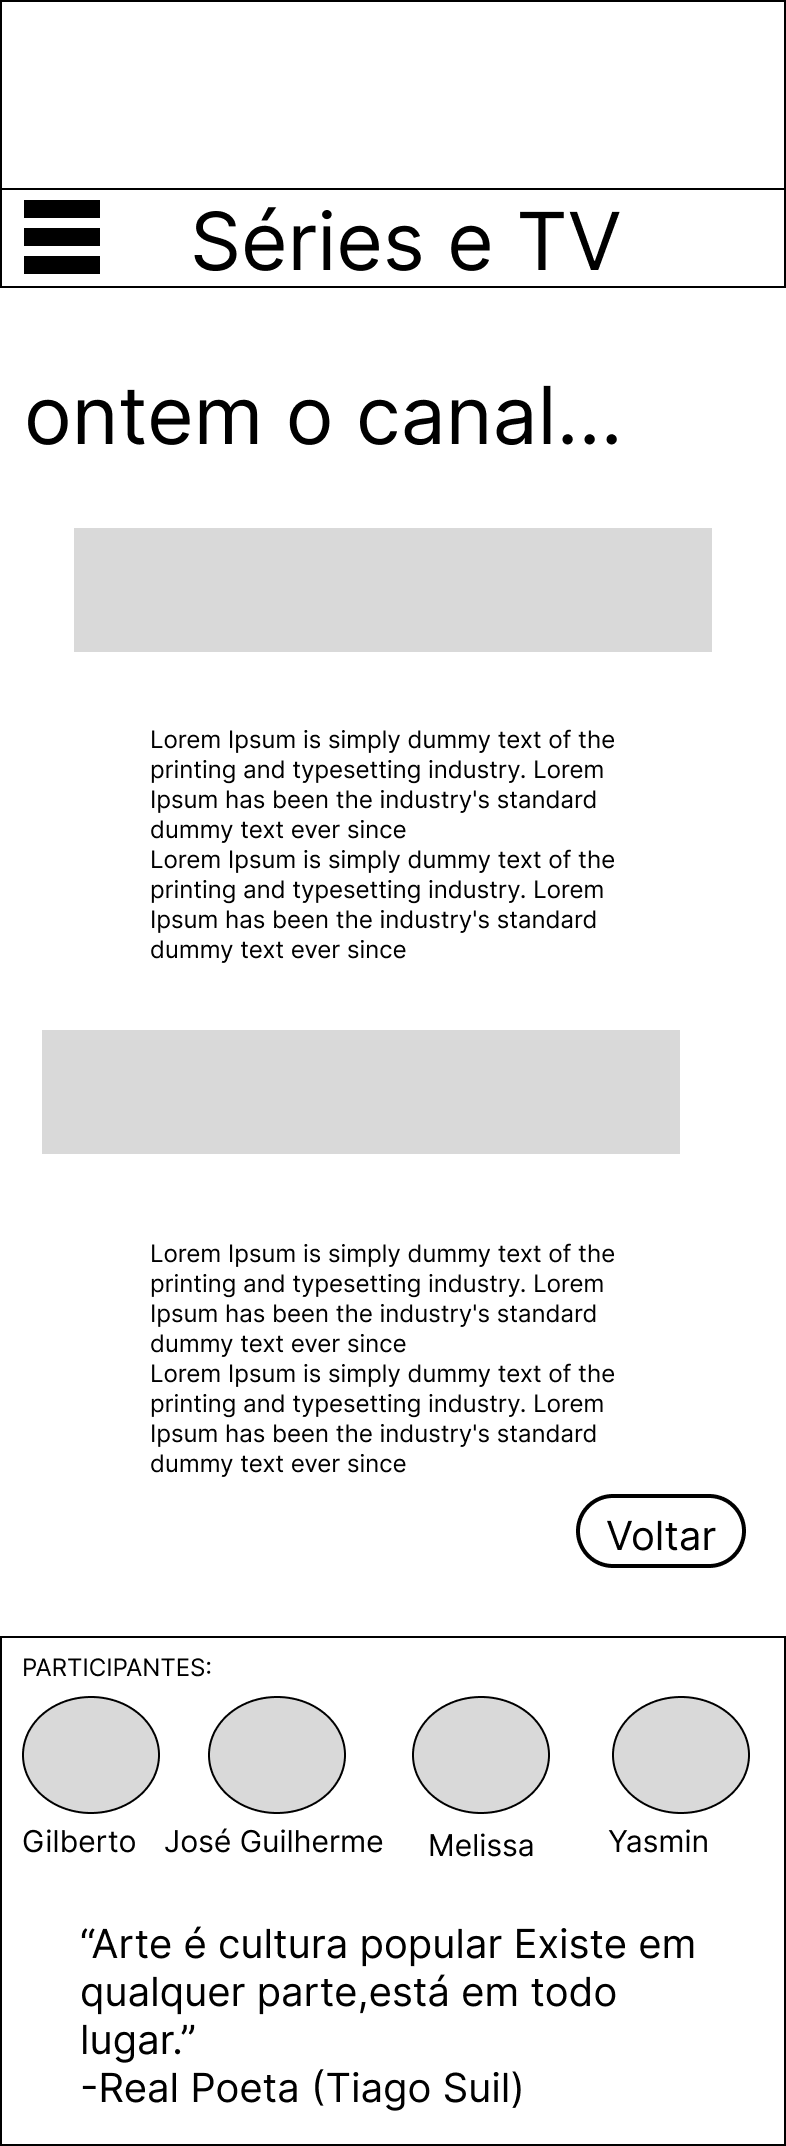 Séries e TV
ontem o canal...
Lorem Ipsum is simply dummy text of the
printing and typesetting industry. Lorem
Ipsum has been the industry's standard
dummy text ever since
Lorem Ipsum is simply dummy text of the
printing and typesetting industry. Lorem
Ipsum has been the industry's standard
dummy text ever since
Lorem Ipsum is simply dummy text of the
printing and typesetting industry. Lorem
Ipsum has been the industry's standard
dummy text ever since
Lorem Ipsum is simply dummy text of the
printing and typesetting industry. Lorem
Ipsum has been the industry's standard
dummy text ever since
Voltar
PARTICIPANTES:
Gilberto José Guilherme Melissa Yasmin
“Arte é cultura popular Existe em
qualquer parte,está em todo
lugar.”
-Real Poeta (Tiago Suil)